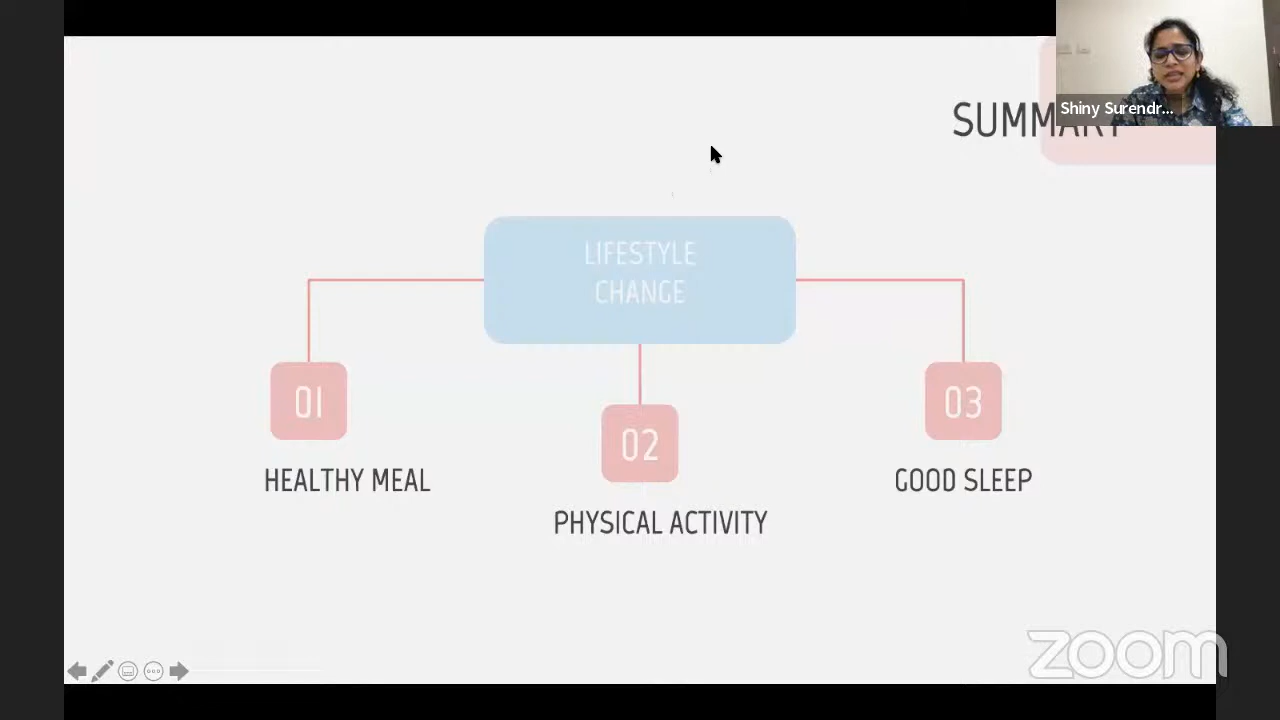 Shiny Surendr...
SUMMARY
LIFESTYLE
CHANGE
01
HEALTHY MEAL
02
PHYSICAL ACTIVITY
03
GOOD SLEEP
zoom